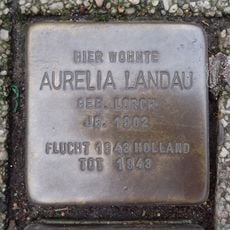 HIER WOHNTE
AURELIA LANDAU
GEB. LORCH
JG. 1902
FLUCHT 1942 HOLLAND
TOT 1943